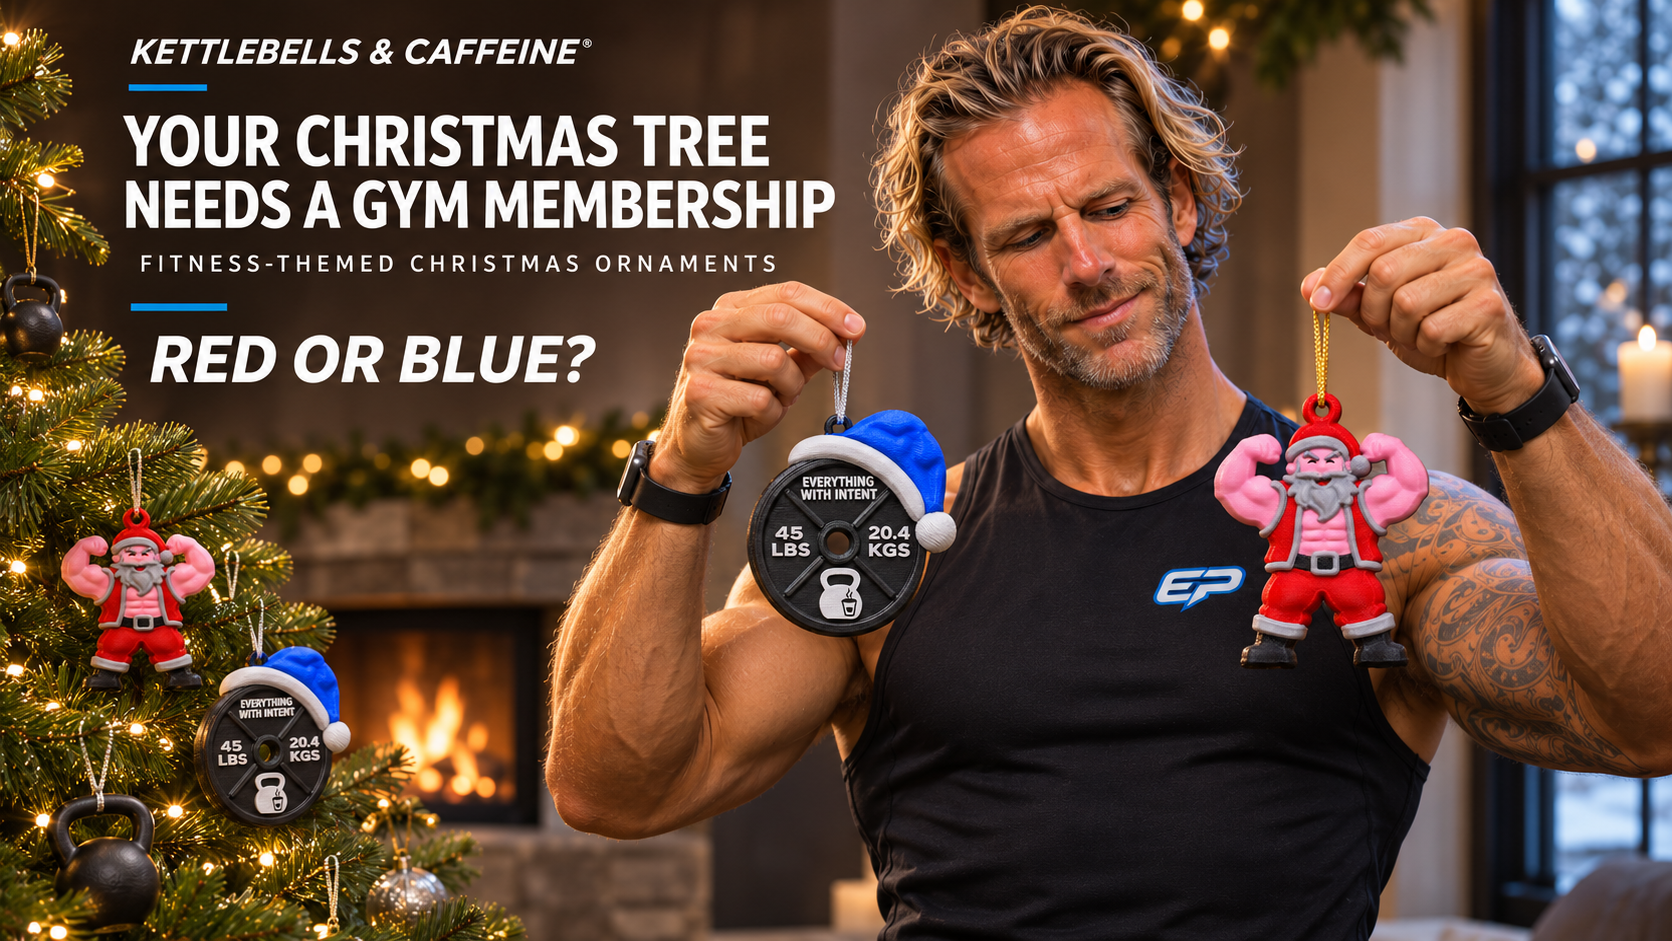 KETTLEBELLS & CAFFEINE®
YOUR CHRISTMAS TREE
NEEDS A GYM MEMBERSHIP
FITNESS-THEMED CHRISTMAS ORNAMENTS
RED OR BLUE?
EVERYTHING
WITH INTENT
45
LBS
20.4
KGS
EP
EVERYTHING
WITH INTENT
45
LBS
20.4
KGS